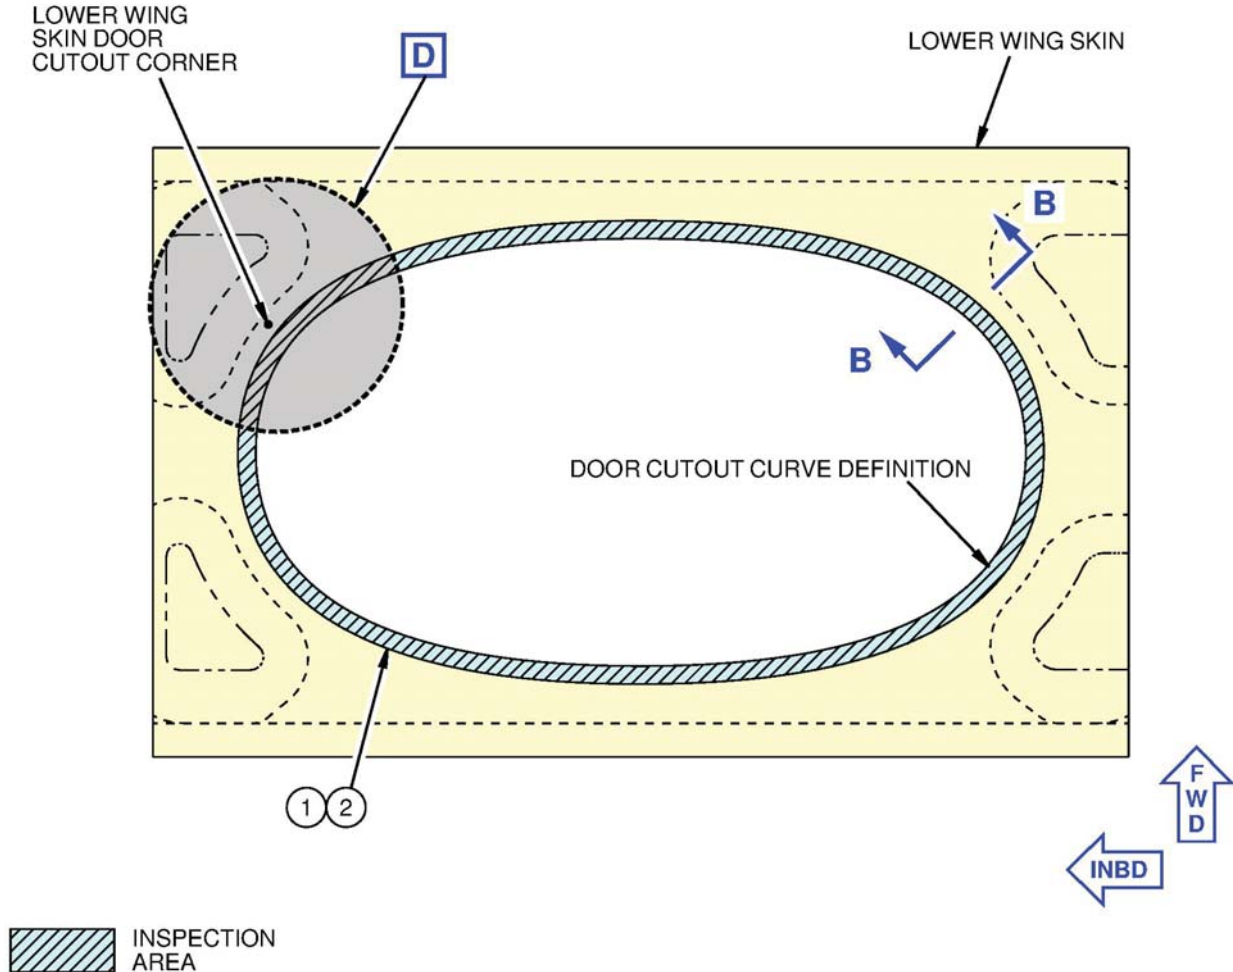 LOWER WING
SKIN DOOR
CUTOUT CORNER
D
LOWER WING SKIN
B
B
DOOR CUTOUT CURVE DEFINITION
1 2
F
W
D
INBD
INSPECTION
AREA